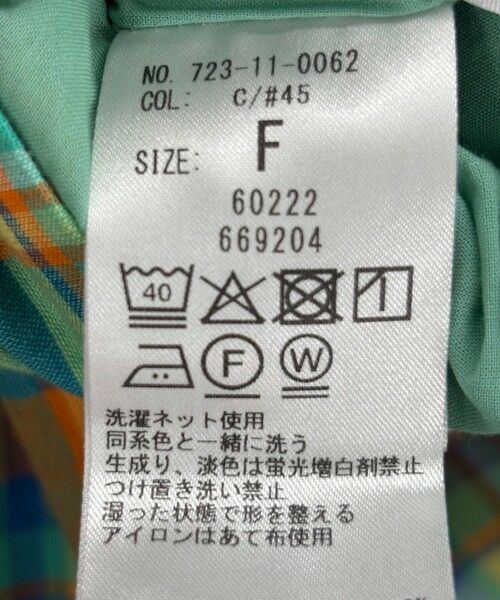 NO. 723-11-0062
COL: C/#45
SIZE: F
60222
669204
40
F W
洗濯ネット使用
同系色と一緒に洗う
生成り、淡色は蛍光増白剤禁止
つけ置き洗い禁止
湿った状態で形を整える
アイロンはあて布使用